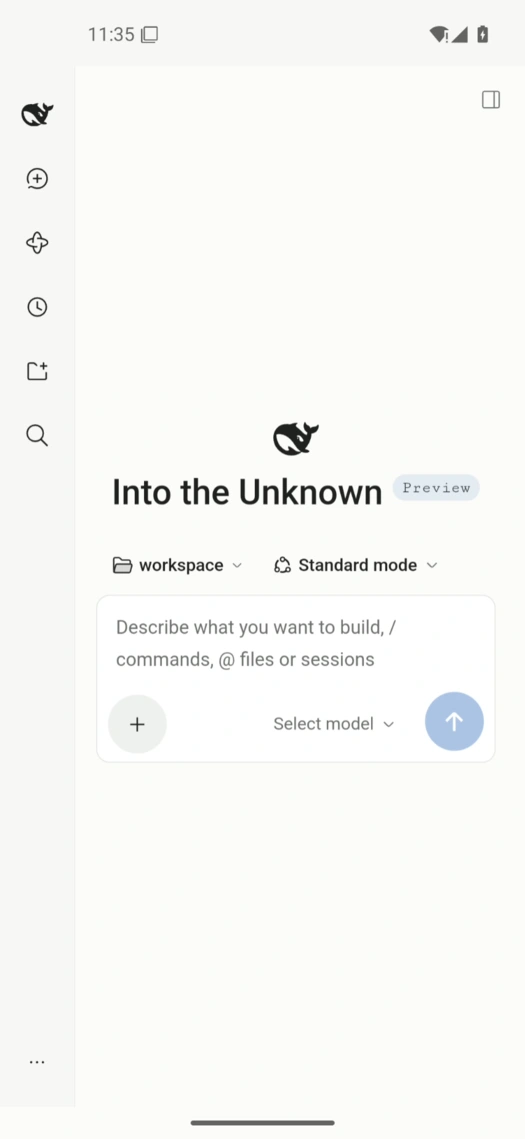 11:35
Into the Unknown Preview
workspace Standard mode
Describe what you want to build, /
commands, @ files or sessions
Select model